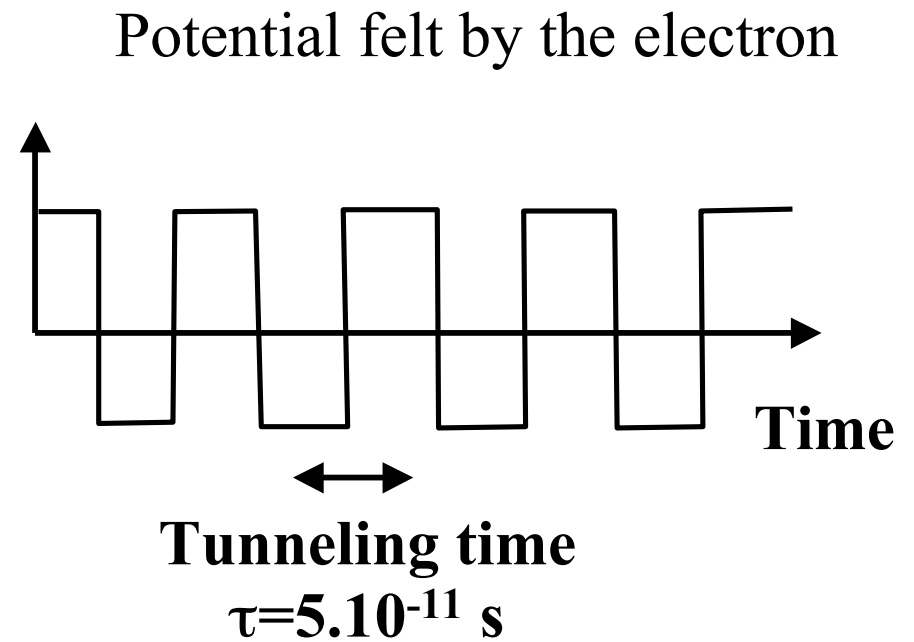 Potential felt by the electron
Time
Tunneling time
τ=5.10⁻¹¹ s